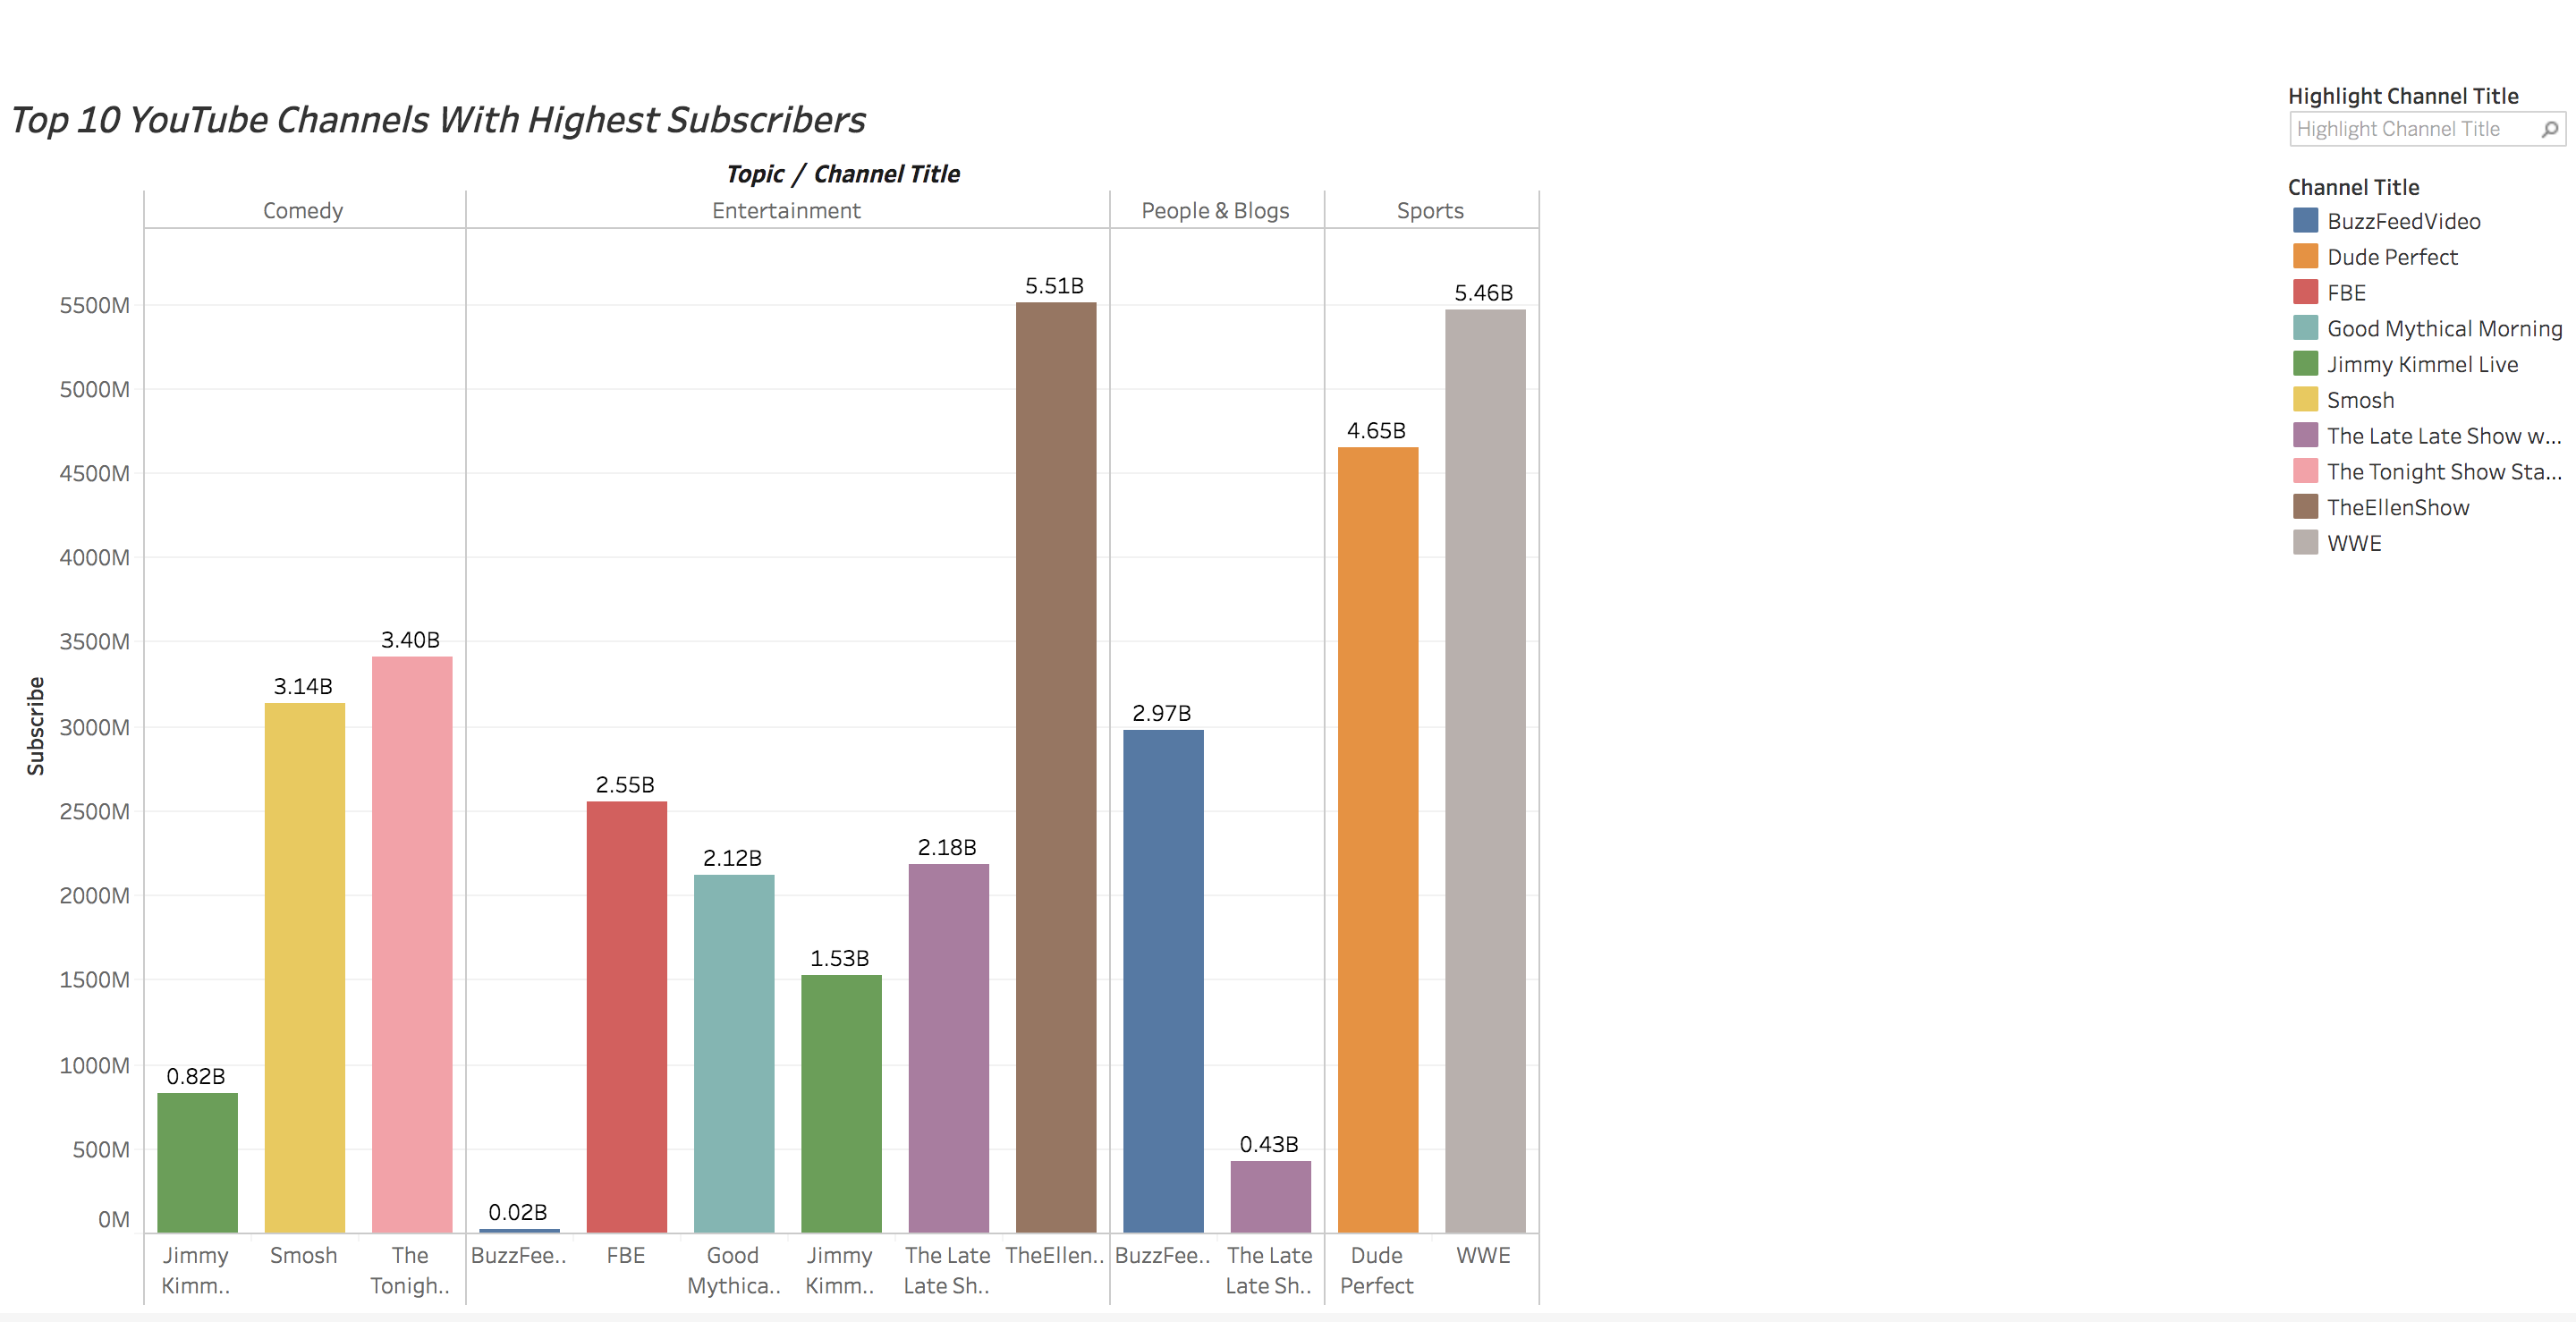 Top 10 YouTube Channels With Highest Subscribers
Topic / Channel Title
Comedy
Entertainment
People & Blogs
Sports
Subscribe
5500M
5000M
4500M
4000M
3500M
3000M
2500M
2000M
1500M
1000M
500M
0M
0.82B
3.14B
3.40B
0.02B
2.55B
2.12B
1.53B
2.18B
5.51B
2.97B
0.43B
4.65B
5.46B
Jimmy
Kimm..
Smosh
The
Tonigh..
BuzzFee..
FBE
Good
Mythica..
Jimmy
Kimm..
The Late
Late Sh..
TheEllen..
BuzzFee..
The Late
Late Sh..
Dude
Perfect
WWE
Highlight Channel Title
Highlight Channel Title
Channel Title
BuzzFeedVideo
Dude Perfect
FBE
Good Mythical Morning
Jimmy Kimmel Live
Smosh
The Late Late Show w...
The Tonight Show Sta...
TheEllenShow
WWE